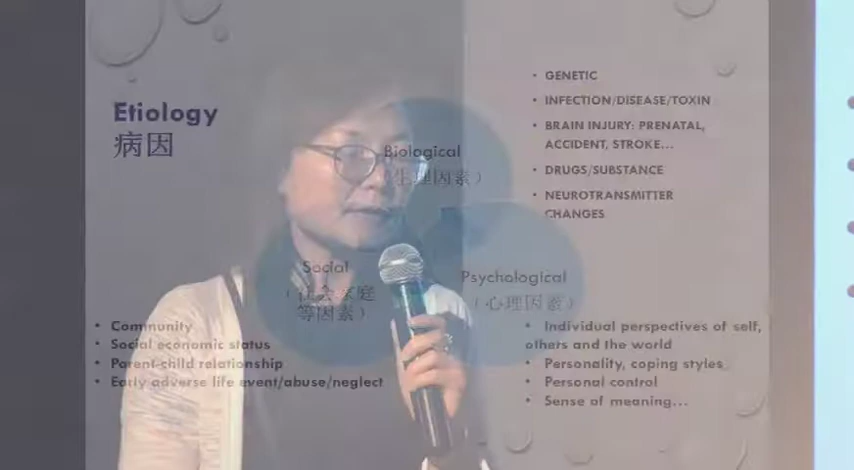 Etiology
病因
Biological
(生理因素)
Social
(社会家庭
等因素)
Psychological
(心理因素)
• GENETIC
• INFECTION/DISEASE/TOXIN
• BRAIN INJURY: PRENATAL,
ACCIDENT, STROKE...
• DRUGS/SUBSTANCE
• NEUROTRANSMITTER
CHANGES
• Community
• Social economic status
• Parent-child relationship
• Early adverse life event/abuse/neglect
• Individual perspectives of self,
others and the world
• Personality, coping styles
• Personal control
• Sense of meaning...